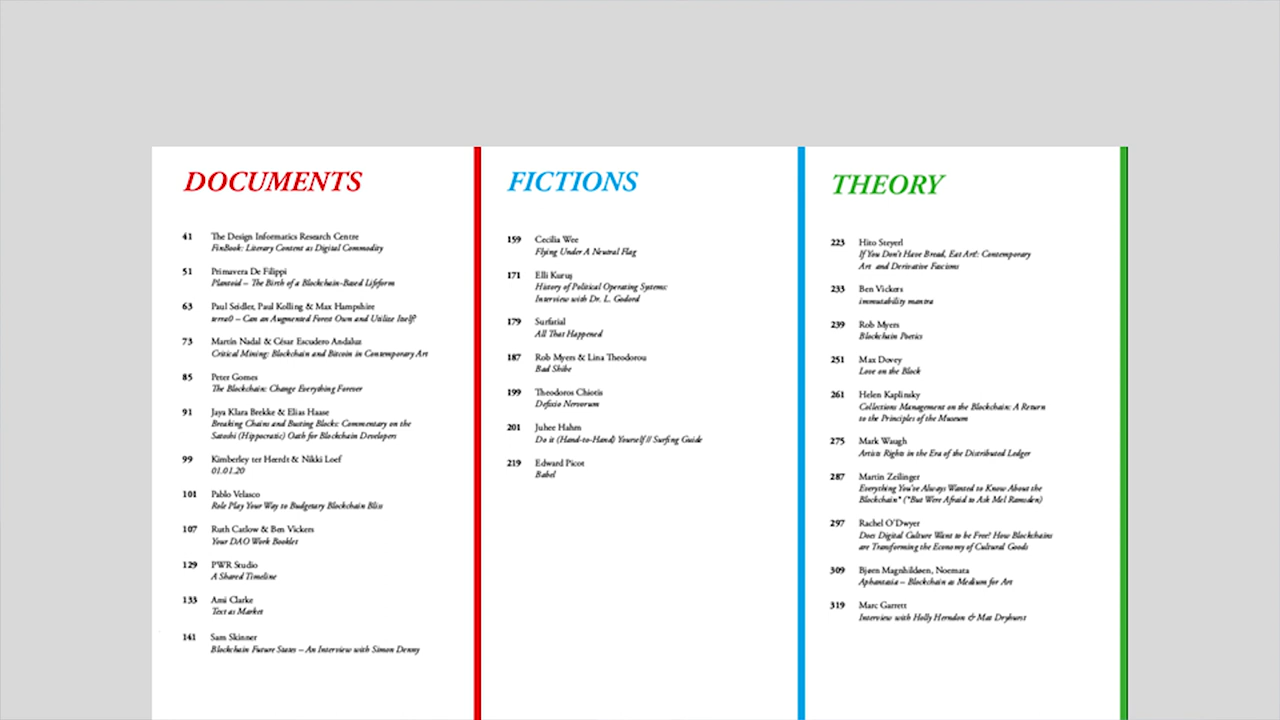 DOCUMENTS
41 The Design Informatics Research Centre
FinBook: Literary Content as Digital Commodity
51 Primavera De Filippi
Plantoid – The Birth of a Blockchain-Based Lifeform
63 Paul Seidler, Paul Kolling & Max Hampshire
terra0 – Can an Augmented Forest Own and Utilize Itself?
73 Martín Nadal & César Escudero Andaluz
Critical Mining: Blockchain and Bitcoin in Contemporary Art
85 Peter Gomes
The Blockchain: Change Everything Forever
91 Jaya Klara Brekke & Elias Haase
Breaking Chains and Busting Blocks: Commentary on the
Satoshi (Hippocratic) Oath for Blockchain Developers
99 Kimberley ter Heerdt & Nikki Loef
01.01.20
101 Pablo Velasco
Role Play Your Way to Budgetary Blockchain Bliss
107 Ruth Catlow & Ben Vickers
Your DAO Work Booklet
129 PWR Studio
A Shared Timeline
133 Ami Clarke
Text as Market
141 Sam Skinner
Blockchain Future States – An Interview with Simon Denny
FICTIONS
159 Cecilia Wee
Flying Under A Neutral Flag
171 Elli Kuruş
History of Political Operating Systems:
Interview with Dr. L. Godord
179 Surfatial
All That Happened
187 Rob Myers & Lina Theodorou
Bad Shibe
199 Theodoros Chiotis
Defixio Nervorum
201 Juhee Hahm
Do it (Hand-to-Hand) Yourself // Surfing Guide
219 Edward Picot
Babel
THEORY
223 Hito Steyerl
If You Don't Have Bread, Eat Art!: Contemporary
Art and Derivative Fascisms
233 Ben Vickers
immutability mantra
239 Rob Myers
Blockchain Poetics
251 Max Dovey
Love on the Block
261 Helen Kaplinsky
Collections Management on the Blockchain: A Return
to the Principles of the Museum
275 Mark Waugh
Artists Rights in the Era of the Distributed Ledger
287 Martin Zeilinger
Everything You've Always Wanted to Know About the
Blockchain* (*But Were Afraid to Ask Mel Ramsden)
297 Rachel O'Dwyer
Does Digital Culture Want to be Free? How Blockchains
are Transforming the Economy of Cultural Goods
309 Bjørn Magnhildøen, Noemata
Aphantasia – Blockchain as Medium for Art
319 Marc Garrett
Interview with Holly Herndon & Mat Dryhurst